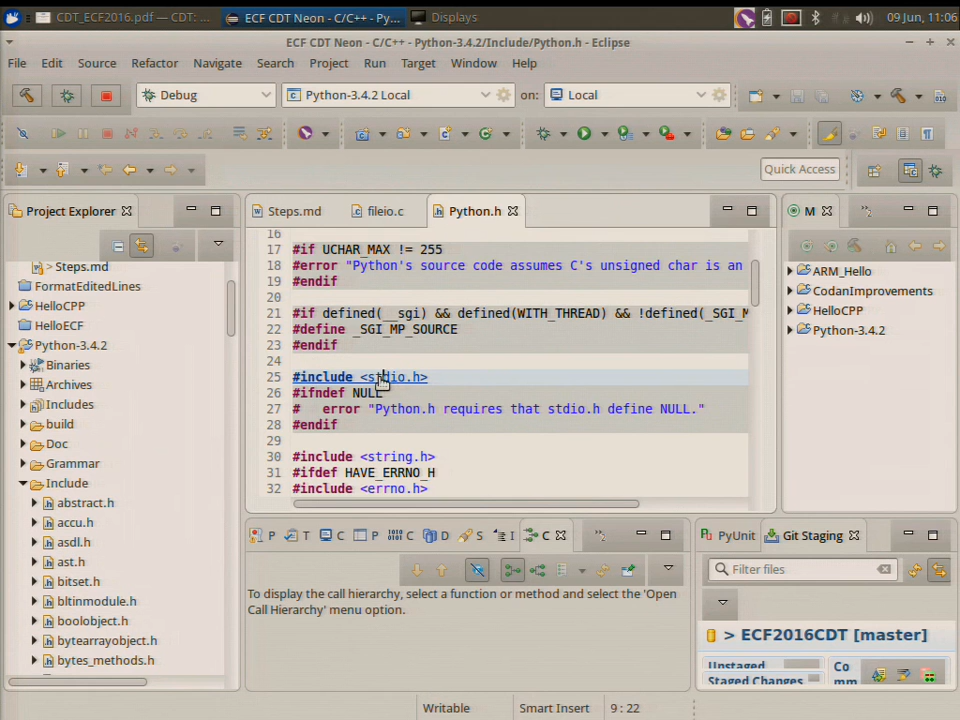 CDT_ECF2016.pdf — CDT: ...
ECF CDT Neon - C/C++ - Py...
Displays
09 Jun, 11:06
ECF CDT Neon - C/C++ - Python-3.4.2/Include/Python.h - Eclipse
File Edit Source Refactor Navigate Search Project Run Target Window Help
Debug
Python-3.4.2 Local
on:
Local
Quick Access
Project Explorer
Steps.md
fileio.c
Python.h
M
> Steps.md
FormatEditedLines
HelloCPP
HelloECF
Python-3.4.2
Binaries
Archives
Includes
build
Doc
Grammar
Include
abstract.h
accu.h
asdl.h
ast.h
bitset.h
bltinmodule.h
boolobject.h
bytearrayobject.h
bytes_methods.h
16
17 #if UCHAR_MAX != 255
18 #error "Python's source code assumes C's unsigned char is an
19 #endif
20
21 #if defined(__sgi) && defined(WITH_THREAD) && !defined(_SGI_M
22 #define _SGI_MP_SOURCE
23 #endif
24
25 #include <stdio.h>
26 #ifndef NULL
27 #   error "Python.h requires that stdio.h define NULL."
28 #endif
29
30 #include <string.h>
31 #ifdef HAVE_ERRNO_H
32 #include <errno.h>
ARM_Hello
CodanImprovements
HelloCPP
Python-3.4.2
P T C P C D S I C
To display the call hierarchy, select a function or method and select the 'Open
Call Hierarchy' menu option.
PyUnit
Git Staging
Filter files
> ECF2016CDT [master]
Unstaged
Staged Changes
Co
mm
Writable
Smart Insert
9 : 22